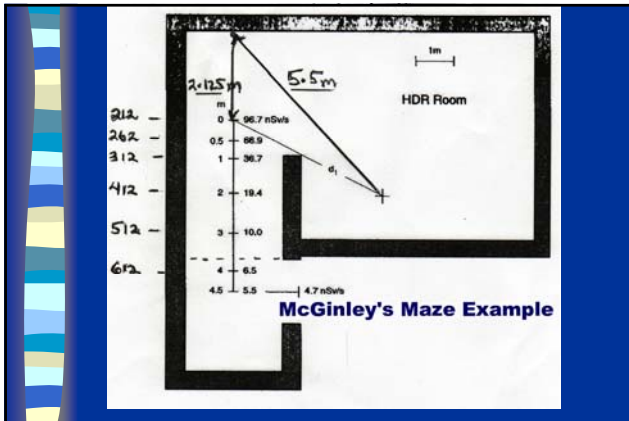 1m
2.125m
5.5m
HDR Room
m
212 0 96.7 nSv/s
262 0.5 66.9
312 1 36.7
d₁
412 2 19.4
512 3 10.0
612 4 6.5
4.5 5.5 4.7 nSv/s
McGinley's Maze Example